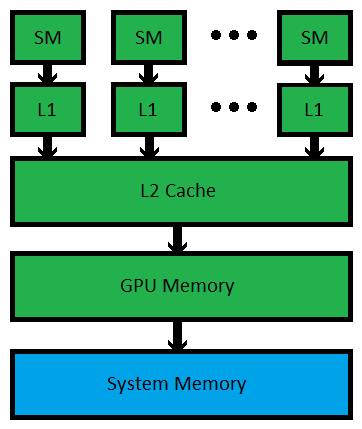 SM SM SM
L1 L1 L1
L2 Cache
GPU Memory
System Memory